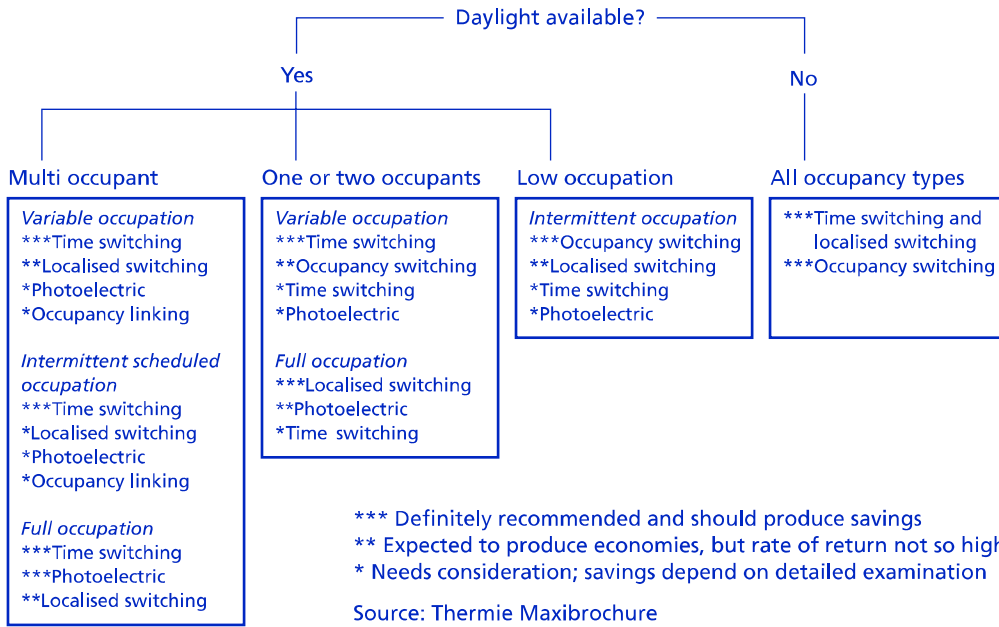 Daylight available?
Yes
No
Multi occupant
Variable occupation
***Time switching
**Localised switching
*Photoelectric
*Occupancy linking
Intermittent scheduled
occupation
***Time switching
*Localised switching
*Photoelectric
*Occupancy linking
Full occupation
***Time switching
***Photoelectric
**Localised switching
One or two occupants
Variable occupation
***Time switching
**Occupancy switching
*Time switching
*Photoelectric
Full occupation
***Localised switching
**Photoelectric
*Time switching
Low occupation
Intermittent occupation
***Occupancy switching
**Localised switching
*Time switching
*Photoelectric
All occupancy types
***Time switching and
localised switching
***Occupancy switching
*** Definitely recommended and should produce savings
** Expected to produce economies, but rate of return not so high
* Needs consideration; savings depend on detailed examination
Source: Thermie Maxibrochure